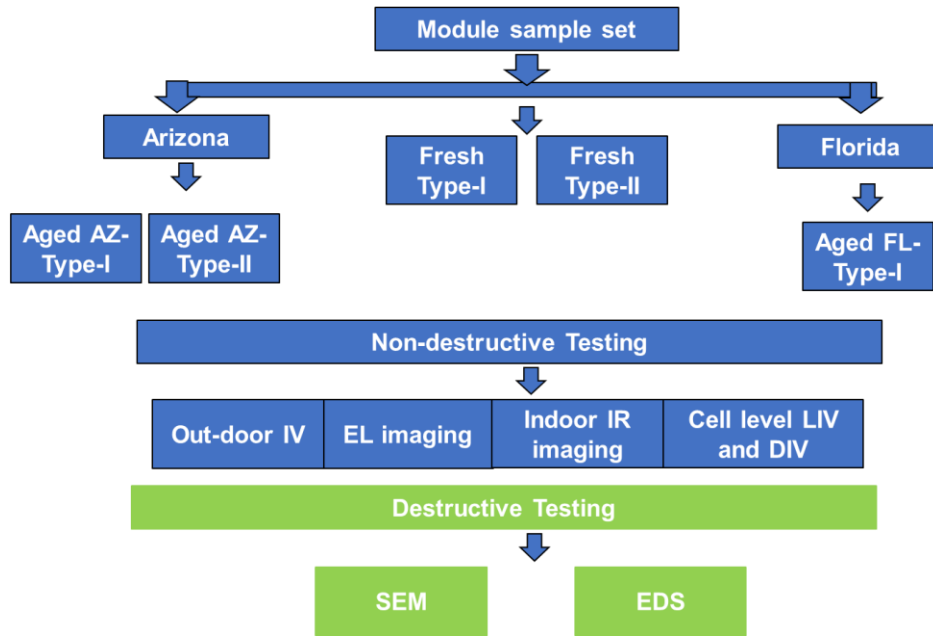 Module sample set
Arizona
Fresh
Type-I
Fresh
Type-II
Florida
Aged AZ-
Type-I
Aged AZ-
Type-II
Aged FL-
Type-I
Non-destructive Testing
Out-door IV
EL imaging
Indoor IR
imaging
Cell level LIV
and DIV
Destructive Testing
SEM
EDS